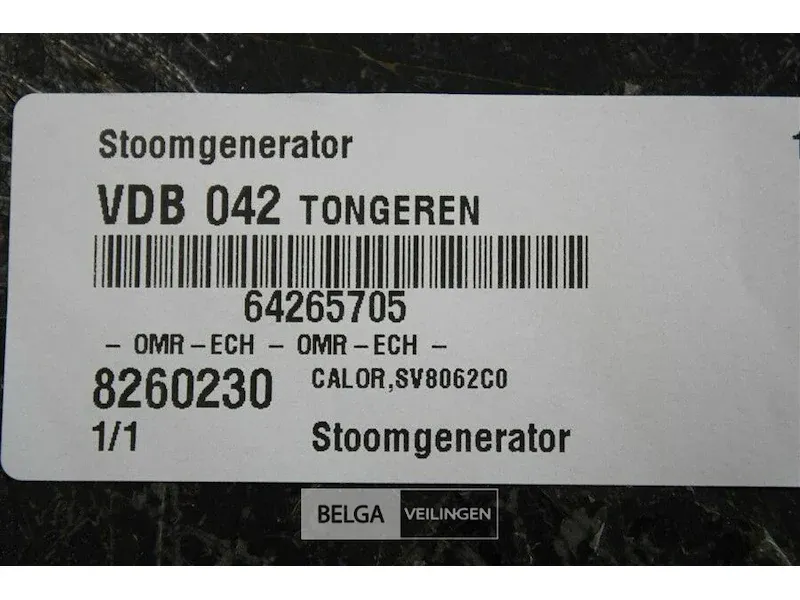 Stoomgenerator
VDB 042 TONGEREN
64265705
- OMR-ECH - OMR-ECH -
8260230 CALOR,SV8062C0
1/1 Stoomgenerator
BELGA VEILINGEN